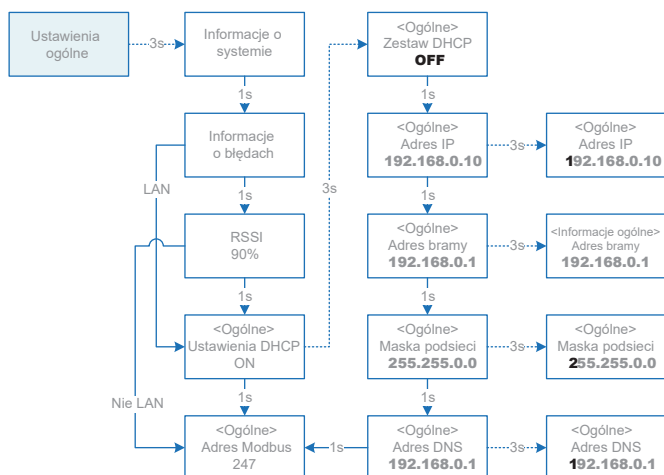 Ustawienia
ogólne
3s
Informacje o
systemie
<Ogólne>
Zestaw DHCP
OFF
1s
1s
Informacje
o błędach
<Ogólne>
Adres IP
192.168.0.10
3s
<Ogólne>
Adres IP
192.168.0.10
LAN
3s
1s
1s
RSSI
90%
<Ogólne>
Adres bramy
192.168.0.1
3s
<Informacje ogólne>
Adres bramy
192.168.0.1
1s
1s
<Ogólne>
Ustawienia DHCP
ON
<Ogólne>
Maska podsieci
255.255.0.0
3s
<Ogólne>
Maska podsieci
255.255.0.0
Nie LAN
1s
1s
<Ogólne>
Adres Modbus
247
1s
<Ogólne>
Adres DNS
192.168.0.1
3s
<Ogólne>
Adres DNS
192.168.0.1